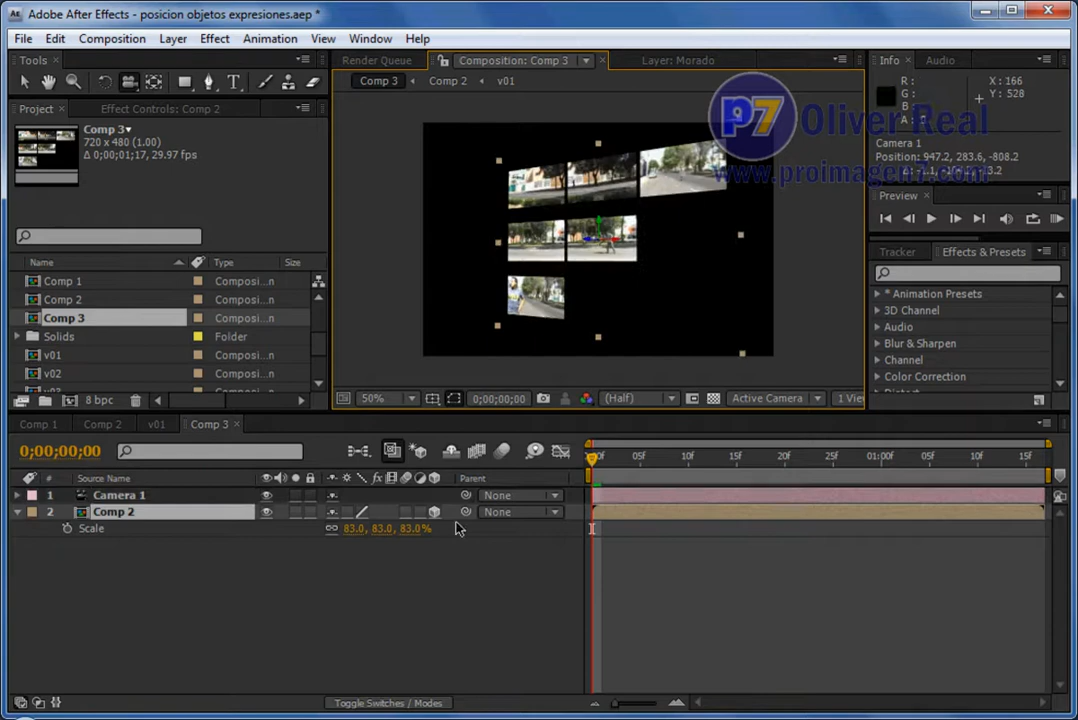 Adobe After Effects - posicion objetos expresiones.aep *
File Edit Composition Layer Effect Animation View Window Help
Tools
Render Queue
Composition: Comp 3
Layer: Morado
Info
Audio
Comp 3
Comp 2
v01
R :
G :
B :
A :
X : 166
Y : 528
Camera 1
Position: 947.2, 283.6, -808.2
p7 Oliver Real
www.proimagen7.com
Project
Effect Controls: Comp 2
Comp 3
720 x 480 (1.00)
Δ 0;00;01;17, 29.97 fps
Preview
Tracker
Effects & Presets
Name Type Size
Comp 1 Composi...n
Comp 2 Composi...n
Comp 3 Composi...n
Solids Folder
v01 Composi...n
v02 Composi...n
v03 Composi...n
* Animation Presets
3D Channel
Audio
Blur & Sharpen
Channel
Color Correction
8 bpc
50%
0;00;00;00
(Half)
Active Camera
1 Vie
Comp 1
Comp 2
v01
Comp 3
0;00;00;00
05F 10F 15F 20F 25F 01:00F 05F 10F 15F
# Source Name Parent
1 Camera 1 None
2 Comp 2 None
Scale 83.0, 83.0, 83.0%
Toggle Switches / Modes